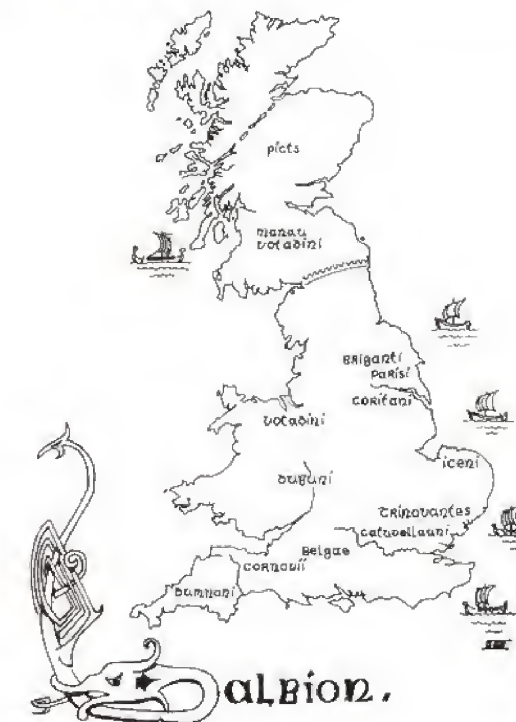 picts
manau
votadini
BRIGANTI
PARISI
CORITANI
votadini
iceni
DUBUNI
TRINOVANTES
catuvellauni
Belgae
CORNOVII
DUMNONI
ALBION.